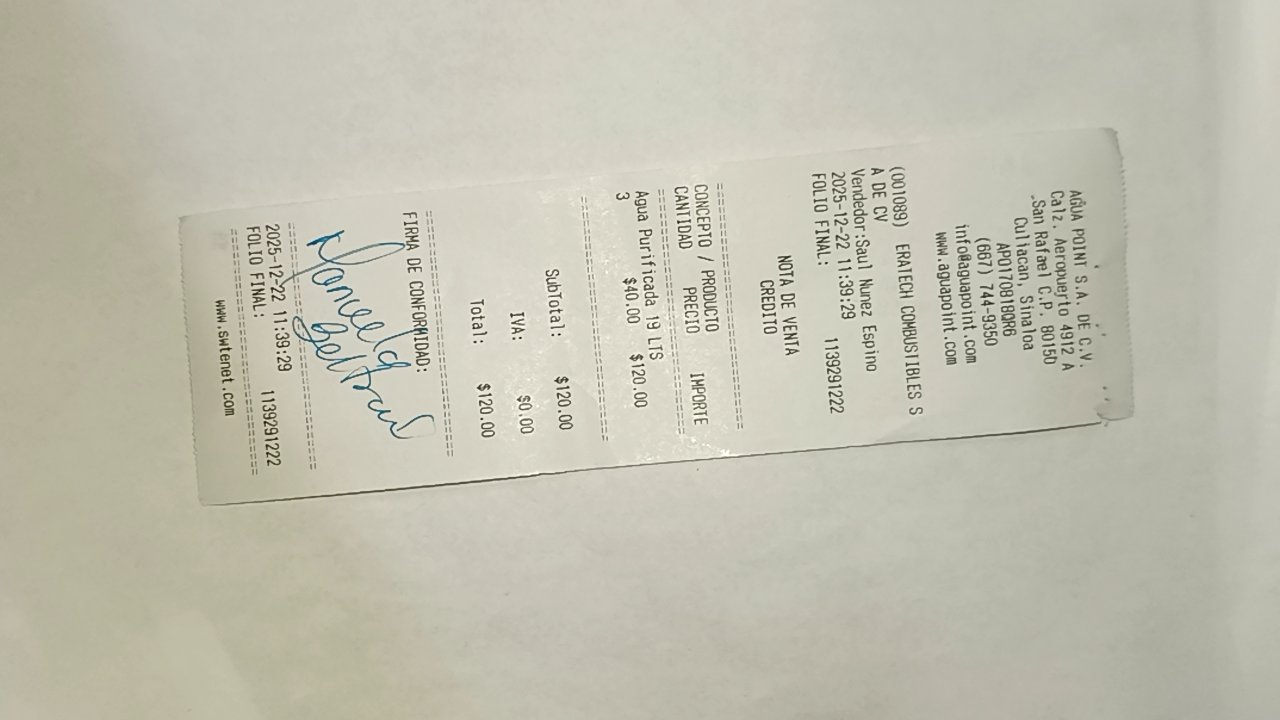 AGUA POINT S.A. DE C.V.
Calz. Aeropuerto 4912 A
.San Rafael C.P. 80150
Culiacan, Sinaloa
APO170818QR6
(667) 744-9350
info@aguapoint.com
www.aguapoint.com
(001089) ERATECH COMBUSTIBLES S
A DE CV
Vendedor:Saul Nunez Espino
2025-12-22 11:39:29
FOLIO FINAL: 1139291222
NOTA DE VENTA
CREDITO
CONCEPTO / PRODUCTO
CANTIDAD PRECIO IMPORTE
Agua Purificada 19 LTS
3 $40.00 $120.00
SubTotal: $120.00
IVA: $0.00
Total: $120.00
FIRMA DE CONFORMIDAD:
Beltran
2025-12-22 11:39:29
FOLIO FINAL: 1139291222
www.swtenet.com